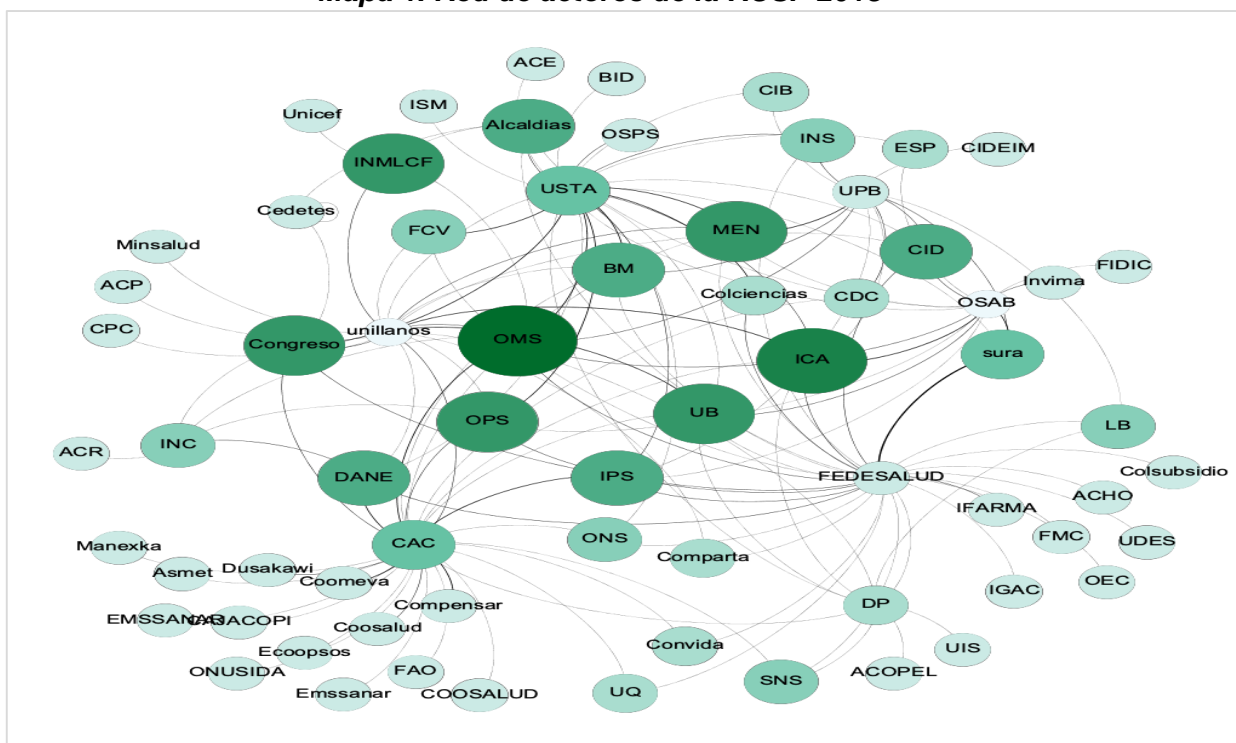 ACE
BID
ISM
CIB
Unicef
Alcaldias
OSPS
INS
ESP
CIDEIM
INMLCF
USTA
UPB
Cedetes
FCV
MEN
CID
Minsalud
BM
Invima
FIDIC
ACP
Colciencias
CDC
OSAB
CPC
unillanos
Congreso
OMS
ICA
sura
OPS
UB
LB
ACR
INC
DANE
IPS
FEDESALUD
Colsubsidio
IFARMA
ACHO
Manexka
CAC
ONS
Comparta
FMC
UDES
Asmet
Dusakawi
Coomeva
IGAC
OEC
EMSSANAR
CAJACOPI
Coosalud
Compensar
DP
Ecoopsos
Convida
UIS
ONUSIDA
FAO
ACOPEL
Emssanar
COOSALUD
UQ
SNS